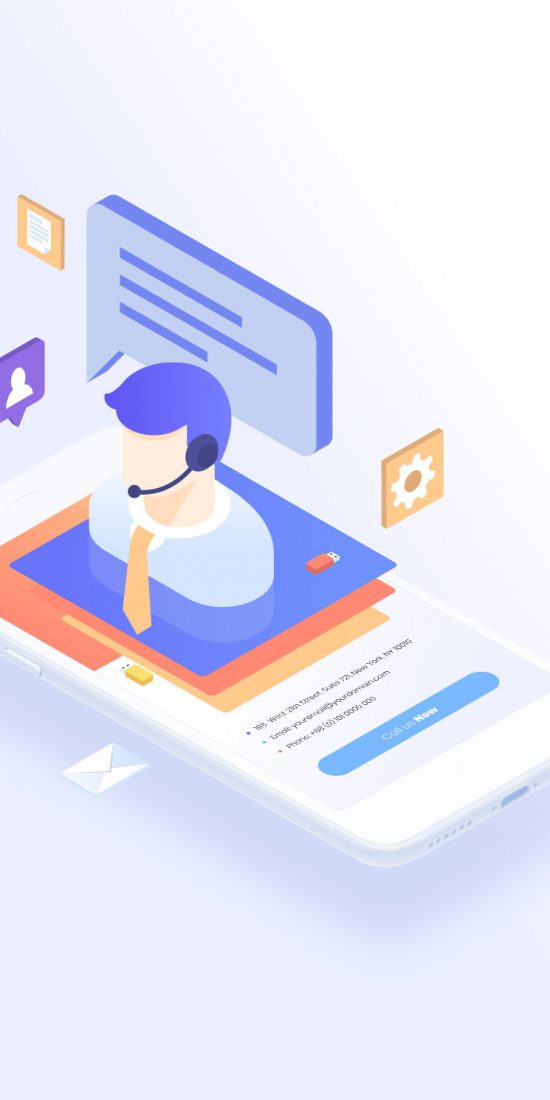 198 West 21th Street, Suite 721, New York NY 10010
Email: youremail@yourdomain.com
Phone: +88 (0) 101 0000 000
Call us Now